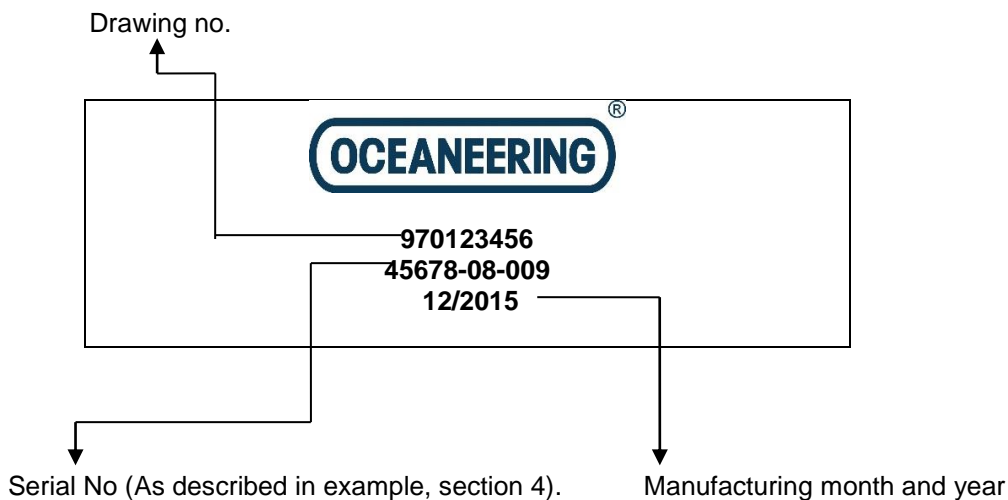 Drawing no.
®
OCEANEERING
970123456
45678-08-009
12/2015
Serial No (As described in example, section 4).
Manufacturing month and year